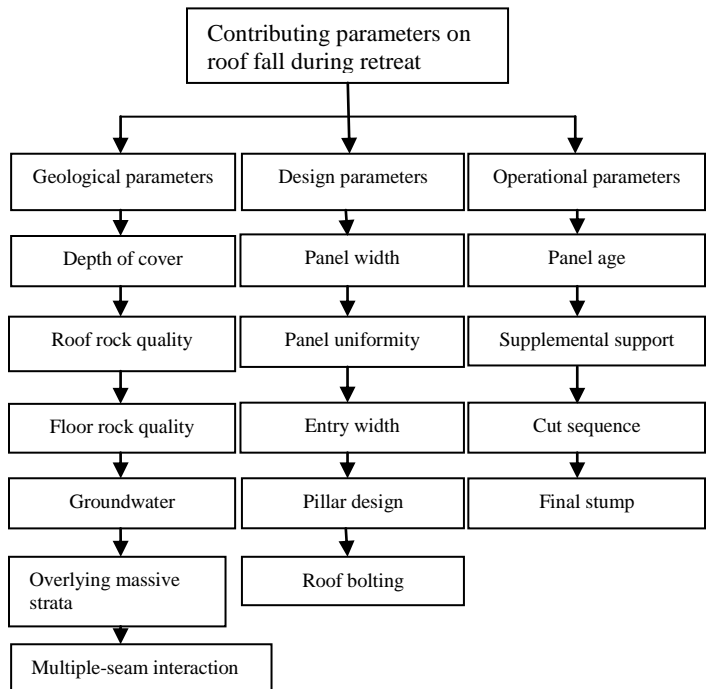 Contributing parameters on
roof fall during retreat
Geological parameters
Design parameters
Operational parameters
Depth of cover
Panel width
Panel age
Roof rock quality
Panel uniformity
Supplemental support
Floor rock quality
Entry width
Cut sequence
Groundwater
Pillar design
Final stump
Overlying massive
strata
Roof bolting
Multiple-seam interaction